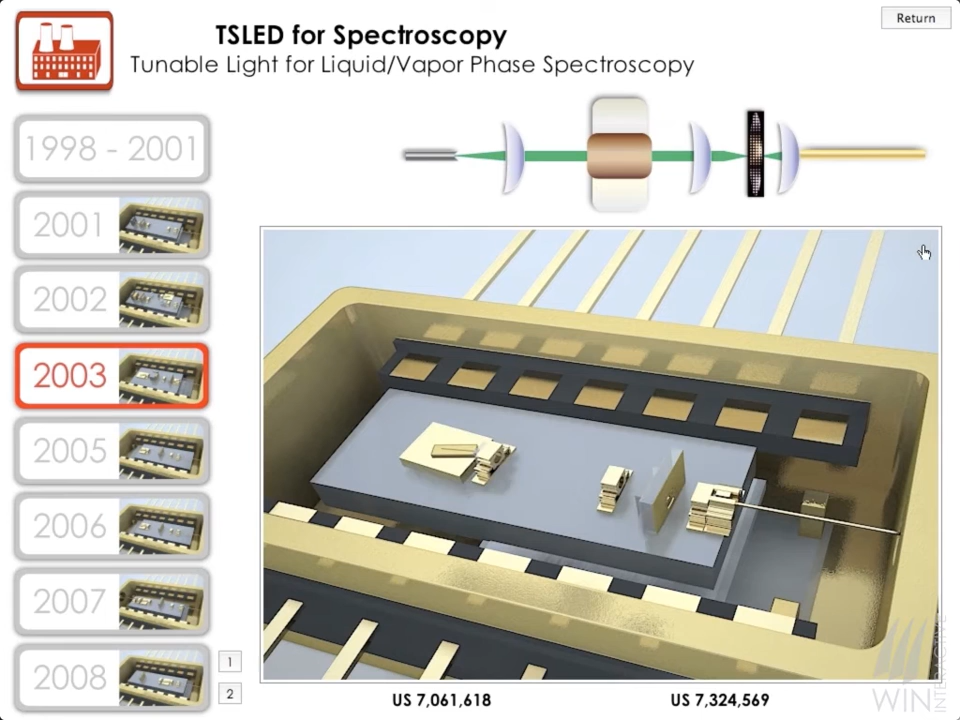 Return
TSLED for Spectroscopy
Tunable Light for Liquid/Vapor Phase Spectroscopy
1998 - 2001
2001
2002
2003
2005
2006
2007
2008
1
2
US 7,061,618
US 7,324,569
WIN
INTERACTIVE